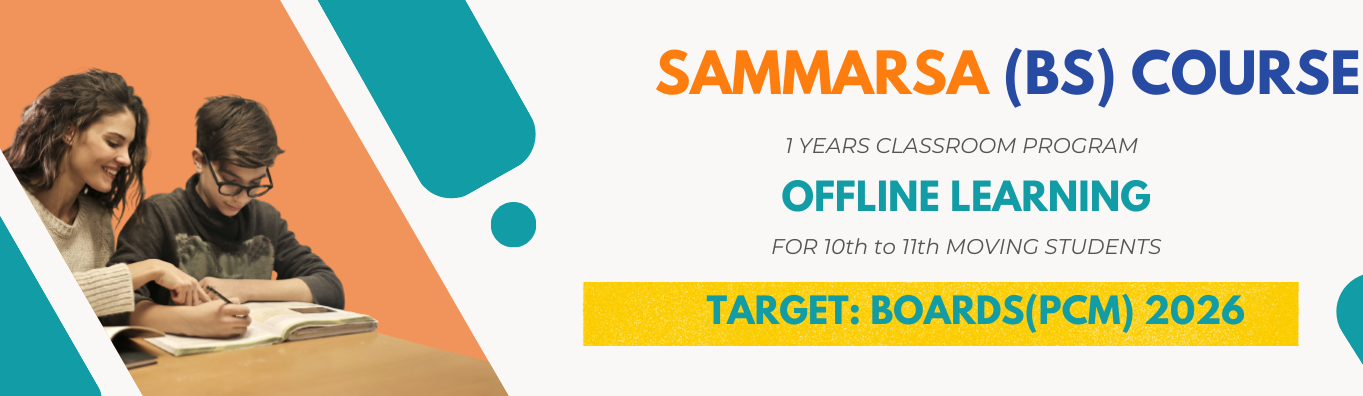 SAMMARSA (BS) COURSE
1 YEARS CLASSROOM PROGRAM
OFFLINE LEARNING
FOR 10th to 11th MOVING STUDENTS
TARGET: BOARDS(PCM) 2026